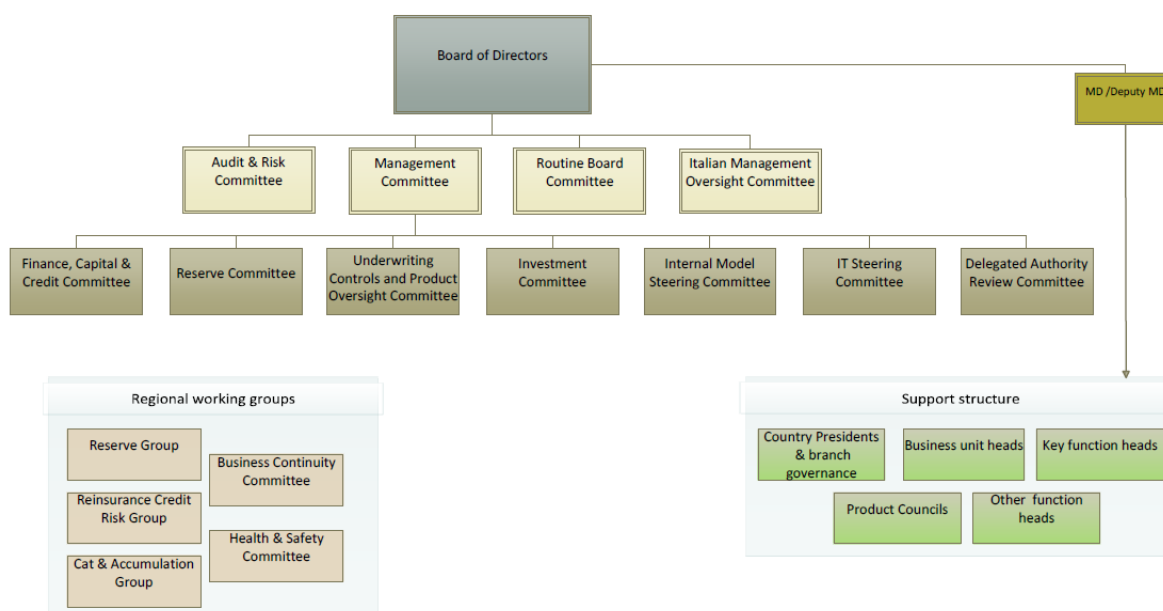 Board of Directors
MD /Deputy MD
Audit & Risk
Committee
Management
Committee
Routine Board
Committee
Italian Management
Oversight Committee
Finance, Capital &
Credit Committee
Reserve Committee
Underwriting
Controls and Product
Oversight Committee
Investment
Committee
Internal Model
Steering Committee
IT Steering
Committee
Delegated Authority
Review Committee
Regional working groups
Reserve Group
Business Continuity
Committee
Reinsurance Credit
Risk Group
Health & Safety
Committee
Cat & Accumulation
Group
Support structure
Country Presidents
& branch
governance
Business unit heads
Key function heads
Product Councils
Other function
heads